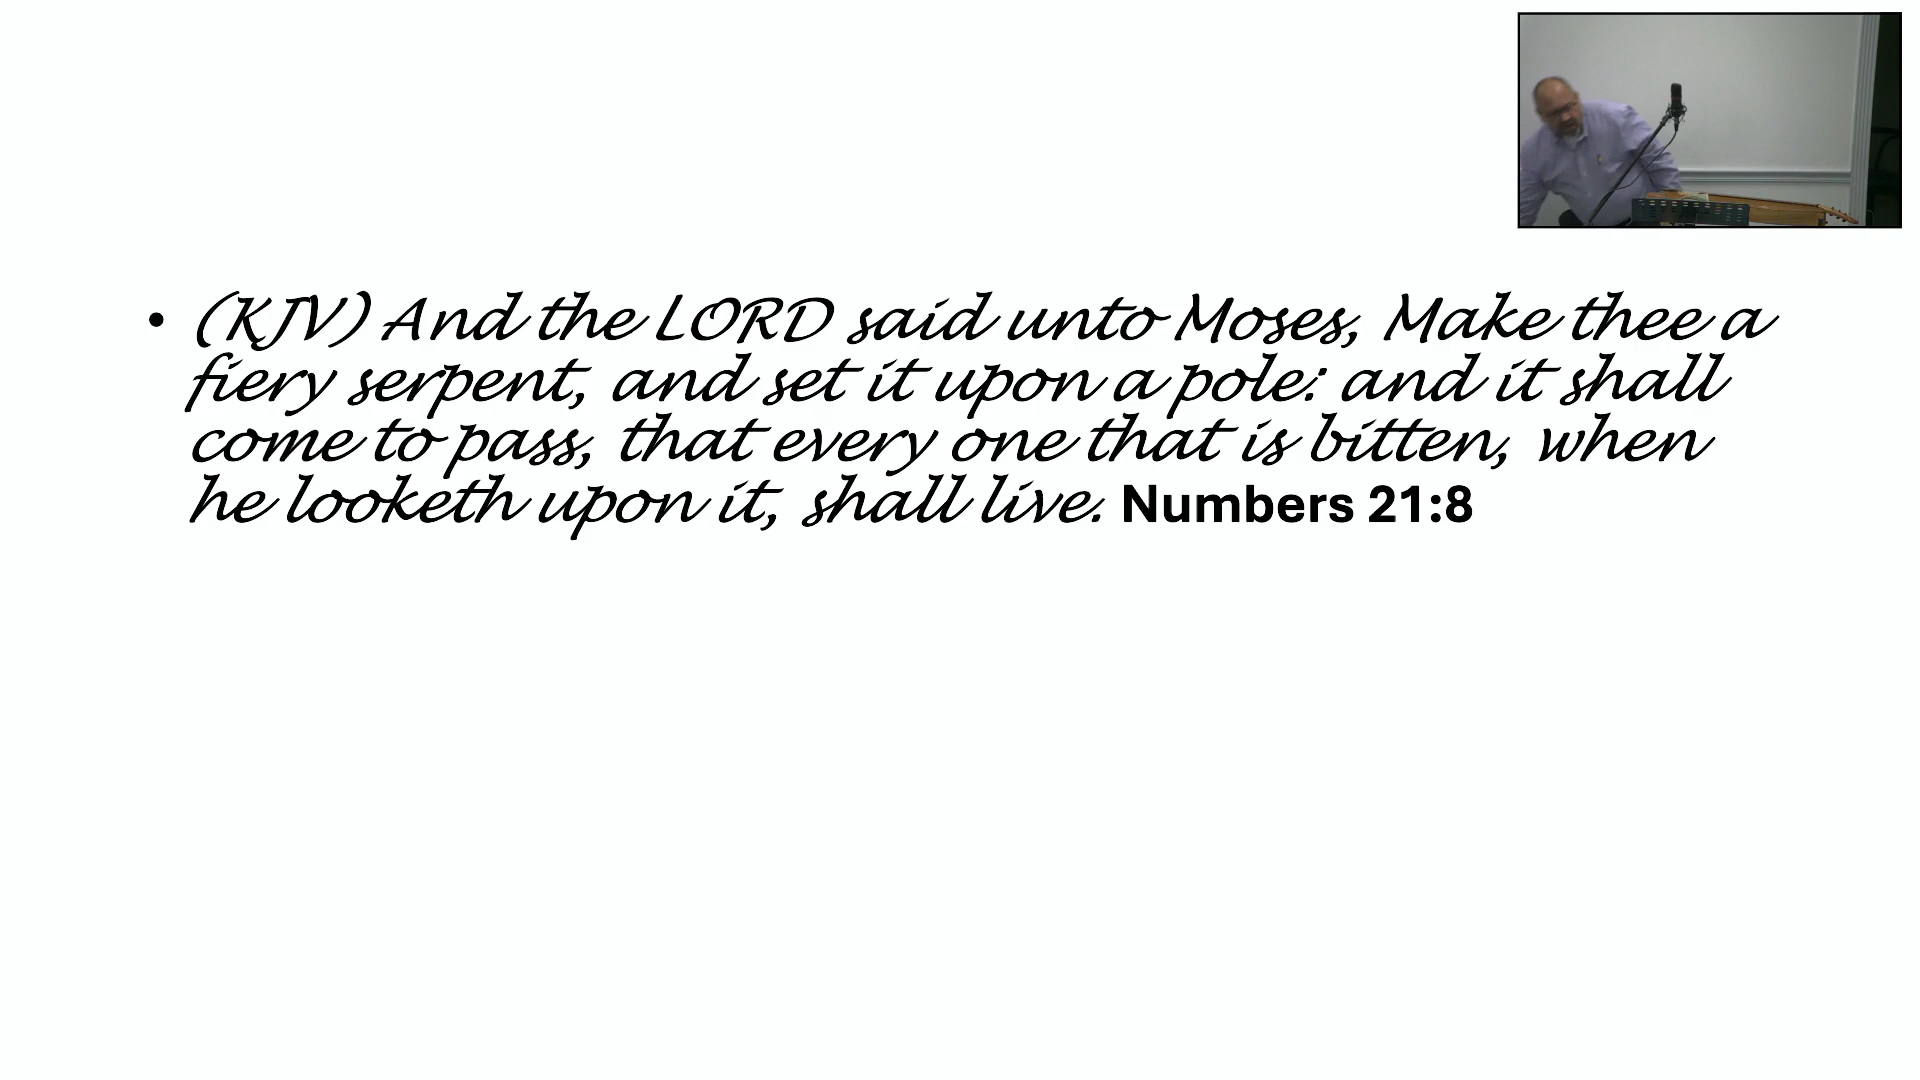 • (KJV) And the LORD said unto Moses, Make thee a
fiery serpent, and set it upon a pole: and it shall
come to pass, that every one that is bitten, when
he looketh upon it, shall live. Numbers 21:8